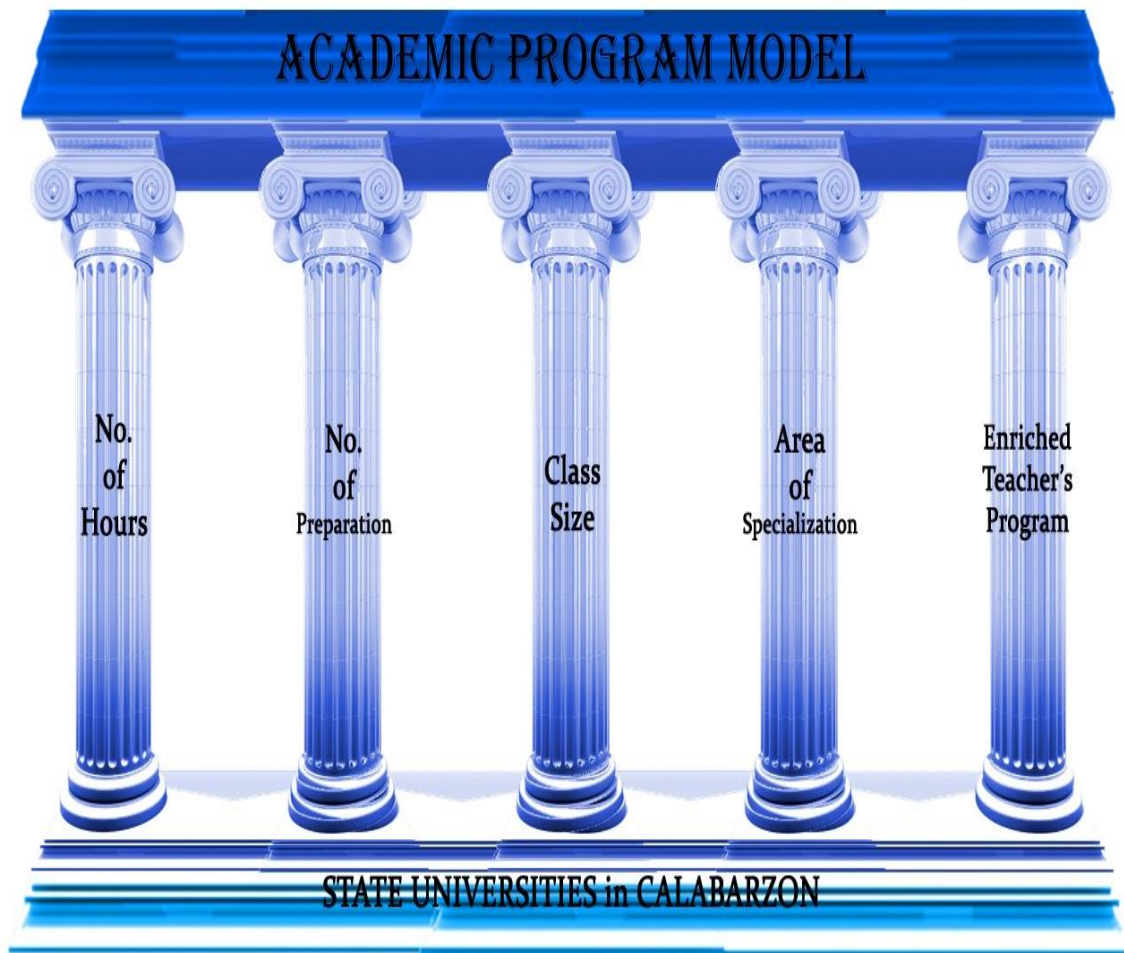 ACADEMIC PROGRAM MODEL
No.
of
Hours
No.
of
Preparation
Class
Size
Area
of
Specialization
Enriched
Teacher's
Program
STATE UNIVERSITIES in CALABARZON